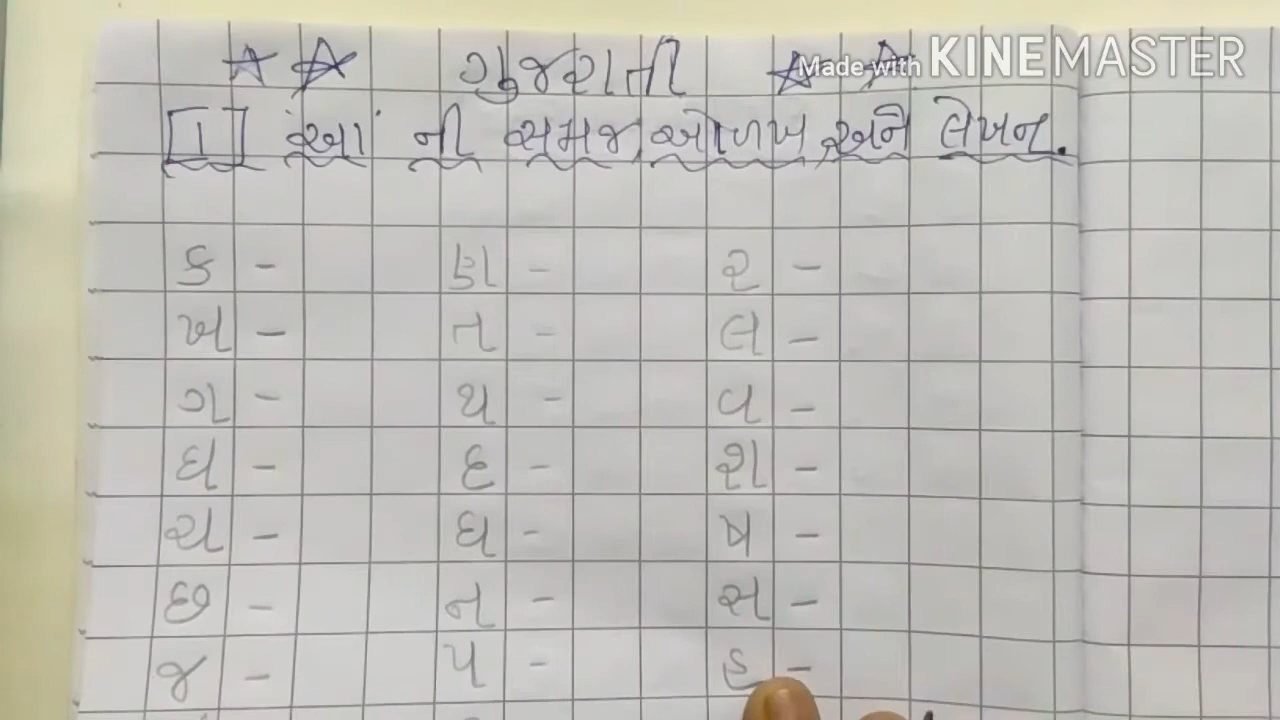 ગુજરાતી
Made with KINEMASTER
1 અાં ની સમજ,ઓળખ,અને લેખન.
ક - ણ - ર -
ખ - ત - લ -
ગ - થ - વ -
ઘ - દ - શ -
ચ - ધ - ષ -
છ - ન - સ -
જ - પ - હ -